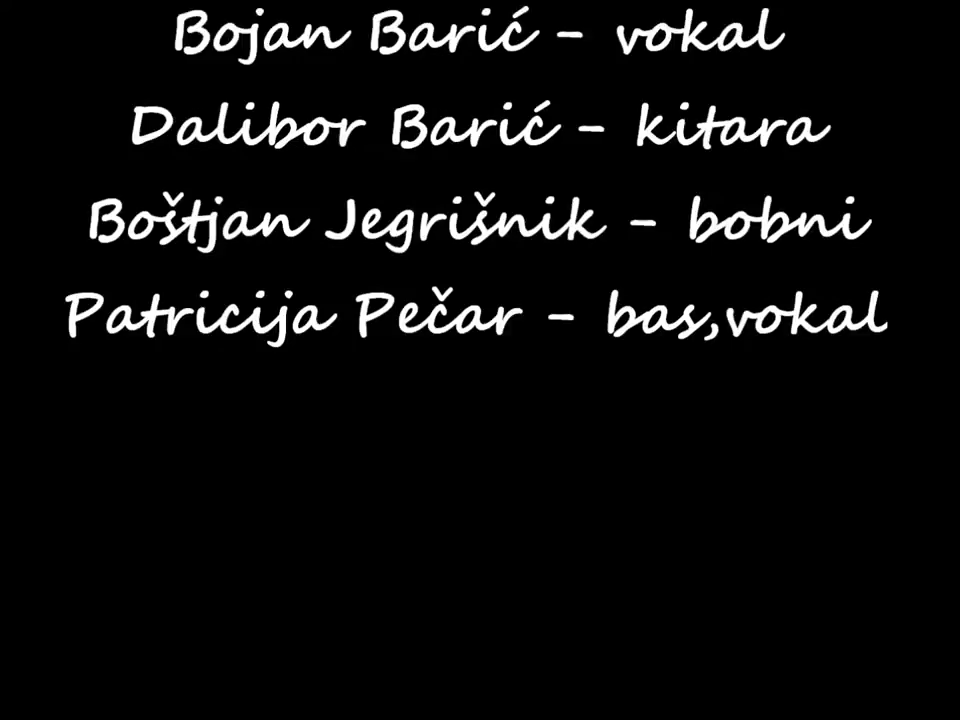 Bojan Barić - vokal
Dalibor Barić - kitara
Boštjan Jegrišnik - bobni
Patricija Pečar - bas,vokal